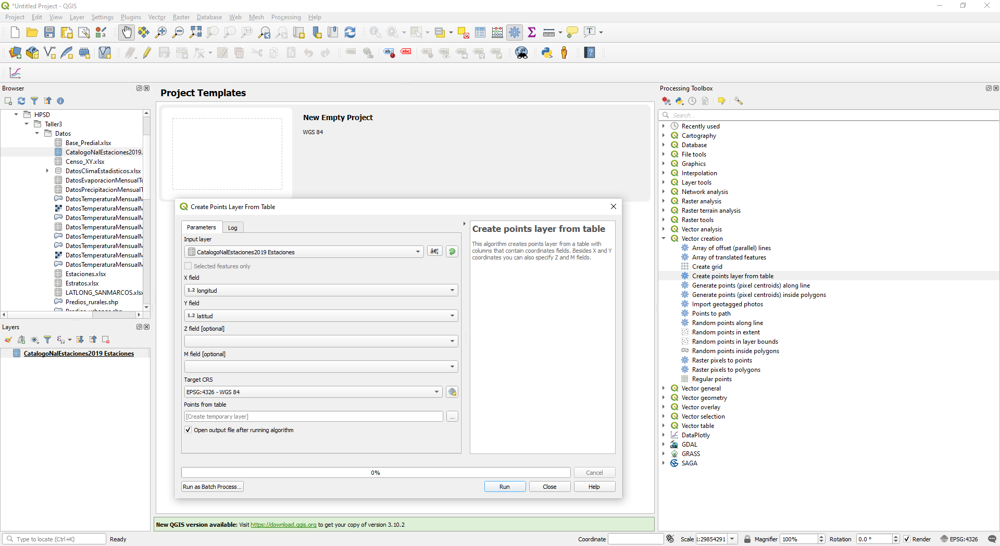 *Untitled Project - QGIS
Project Edit View Layer Settings Plugins Vector Raster Database Web Mesh Processing Help
Browser
HPSD
Taller3
Datos
Base_Predial.xlsx
CatalogoNalEstaciones2019.
Censo_XY.xlsx
DatosClimaEstadisticos.xlsx
DatosEvaporacionMensualTo
DatosPrecipitacionMensualT
DatosTemperaturaMensualM
DatosTemperaturaMensualM
DatosTemperaturaMensualM
DatosTemperaturaMensualM
DatosTemperaturaMensualM
DatosTemperaturaMensualM
DatosTemperaturaMensualM
DatosTemperaturaMensualM
Estaciones.xlsx
Estratos.xlsx
LATLONG_SANMARCOS.xlsx
Predios_rurales.shp
Predios_urbanos.shp
Layers
CatalogoNalEstaciones2019 Estaciones
Project Templates
New Empty Project
WGS 84
Create Points Layer From Table
Parameters Log
Input layer
CatalogoNalEstaciones2019 Estaciones
â€¦
Selected features only
X field
1.2 longitud
Y field
1.2 latitud
Z field [optional]
M field [optional]
Target CRS
EPSG:4326 - WGS 84
Points from table
[Create temporary layer]
...
Open output file after running algorithm
Create points layer from table
This algorithm creates points layer from a table with
columns that contain coordinates fields. Besides X and Y
coordinates you can also specify Z and M fields.
0%
Cancel
Run as Batch Process...
Run
Close
Help
New QGIS version available: Visit https://download.qgis.org to get your copy of version 3.10.2
Processing Toolbox
Search...
Recently used
Cartography
Database
File tools
Graphics
Interpolation
Layer tools
Network analysis
Raster analysis
Raster terrain analysis
Raster tools
Vector analysis
Vector creation
Array of offset (parallel) lines
Array of translated features
Create grid
Create points layer from table
Generate points (pixel centroids) along line
Generate points (pixel centroids) inside polygons
Import geotagged photos
Points to path
Random points along line
Random points in extent
Random points in layer bounds
Random points inside polygons
Raster pixels to points
Raster pixels to polygons
Regular points
Vector general
Vector geometry
Vector overlay
Vector selection
Vector table
DataPlotly
GDAL
GRASS
SAGA
Type to locate (Ctrl+K)
Ready
Coordinate
Scale 1:29854291
Magnifier 100%
Rotation 0.0 °
Render
EPSG:4326